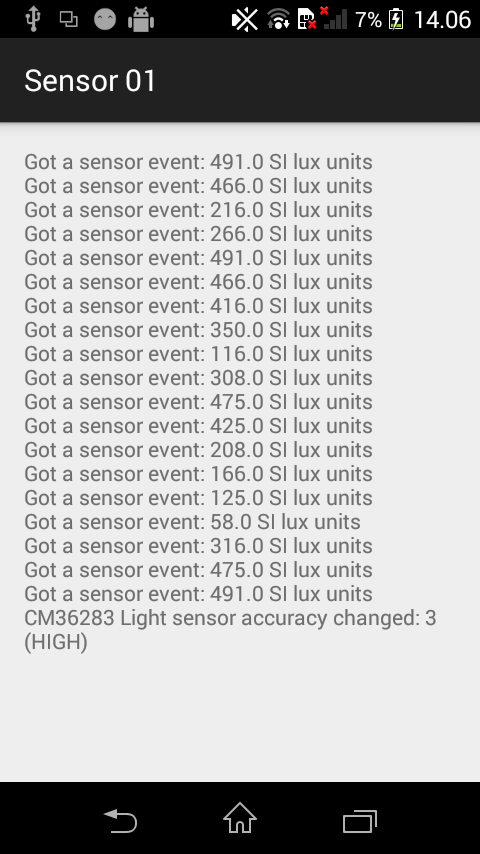 7% 14.06
Sensor 01
Got a sensor event: 491.0 SI lux units
Got a sensor event: 466.0 SI lux units
Got a sensor event: 216.0 SI lux units
Got a sensor event: 266.0 SI lux units
Got a sensor event: 491.0 SI lux units
Got a sensor event: 466.0 SI lux units
Got a sensor event: 416.0 SI lux units
Got a sensor event: 350.0 SI lux units
Got a sensor event: 116.0 SI lux units
Got a sensor event: 308.0 SI lux units
Got a sensor event: 475.0 SI lux units
Got a sensor event: 425.0 SI lux units
Got a sensor event: 208.0 SI lux units
Got a sensor event: 166.0 SI lux units
Got a sensor event: 125.0 SI lux units
Got a sensor event: 58.0 SI lux units
Got a sensor event: 316.0 SI lux units
Got a sensor event: 475.0 SI lux units
Got a sensor event: 491.0 SI lux units
CM36283 Light sensor accuracy changed: 3
(HIGH)